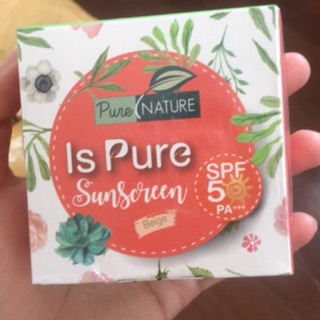 Pure NATURE
Is Pure
Sunscreen
Beige
SPF
50
PA+++